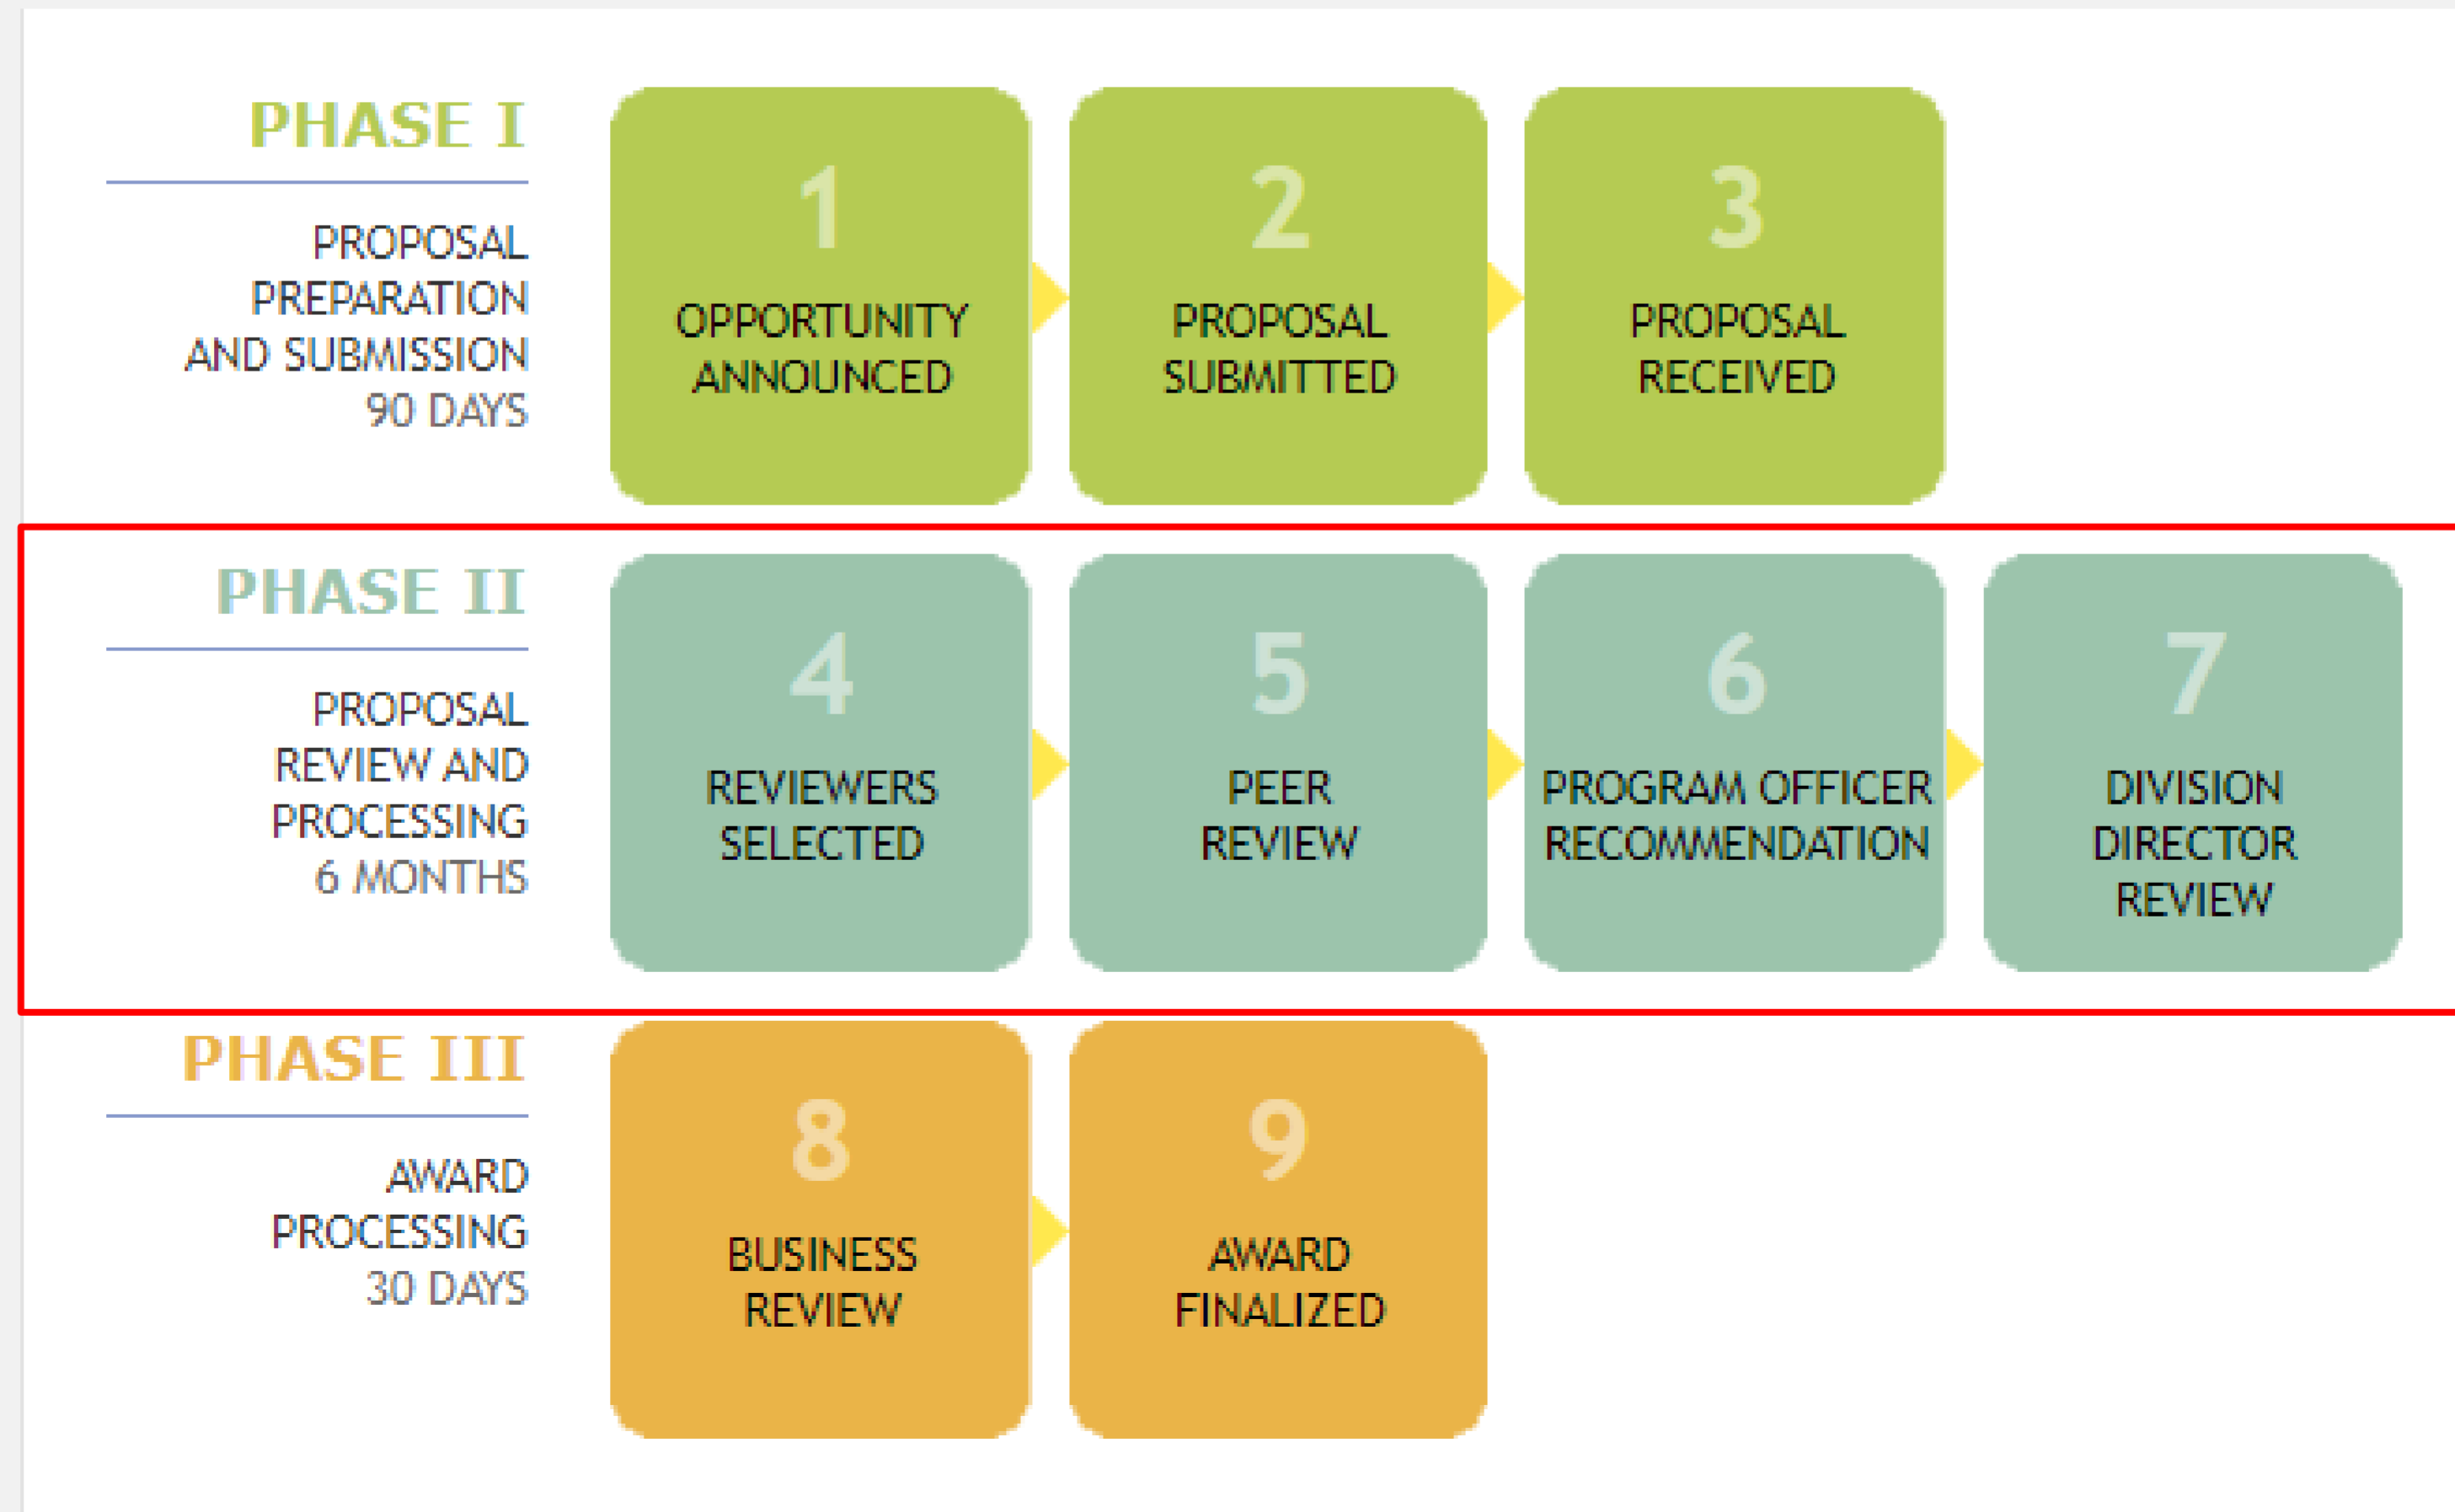 PHASE I
PROPOSAL
PREPARATION
AND SUBMISSION
90 DAYS
1
OPPORTUNITY
ANNOUNCED
2
PROPOSAL
SUBMITTED
3
PROPOSAL
RECEIVED
PHASE II
PROPOSAL
REVIEW AND
PROCESSING
6 MONTHS
4
REVIEWERS
SELECTED
5
PEER
REVIEW
6
PROGRAM OFFICER
RECOMMENDATION
7
DIVISION
DIRECTOR
REVIEW
PHASE III
AWARD
PROCESSING
30 DAYS
8
BUSINESS
REVIEW
9
AWARD
FINALIZED